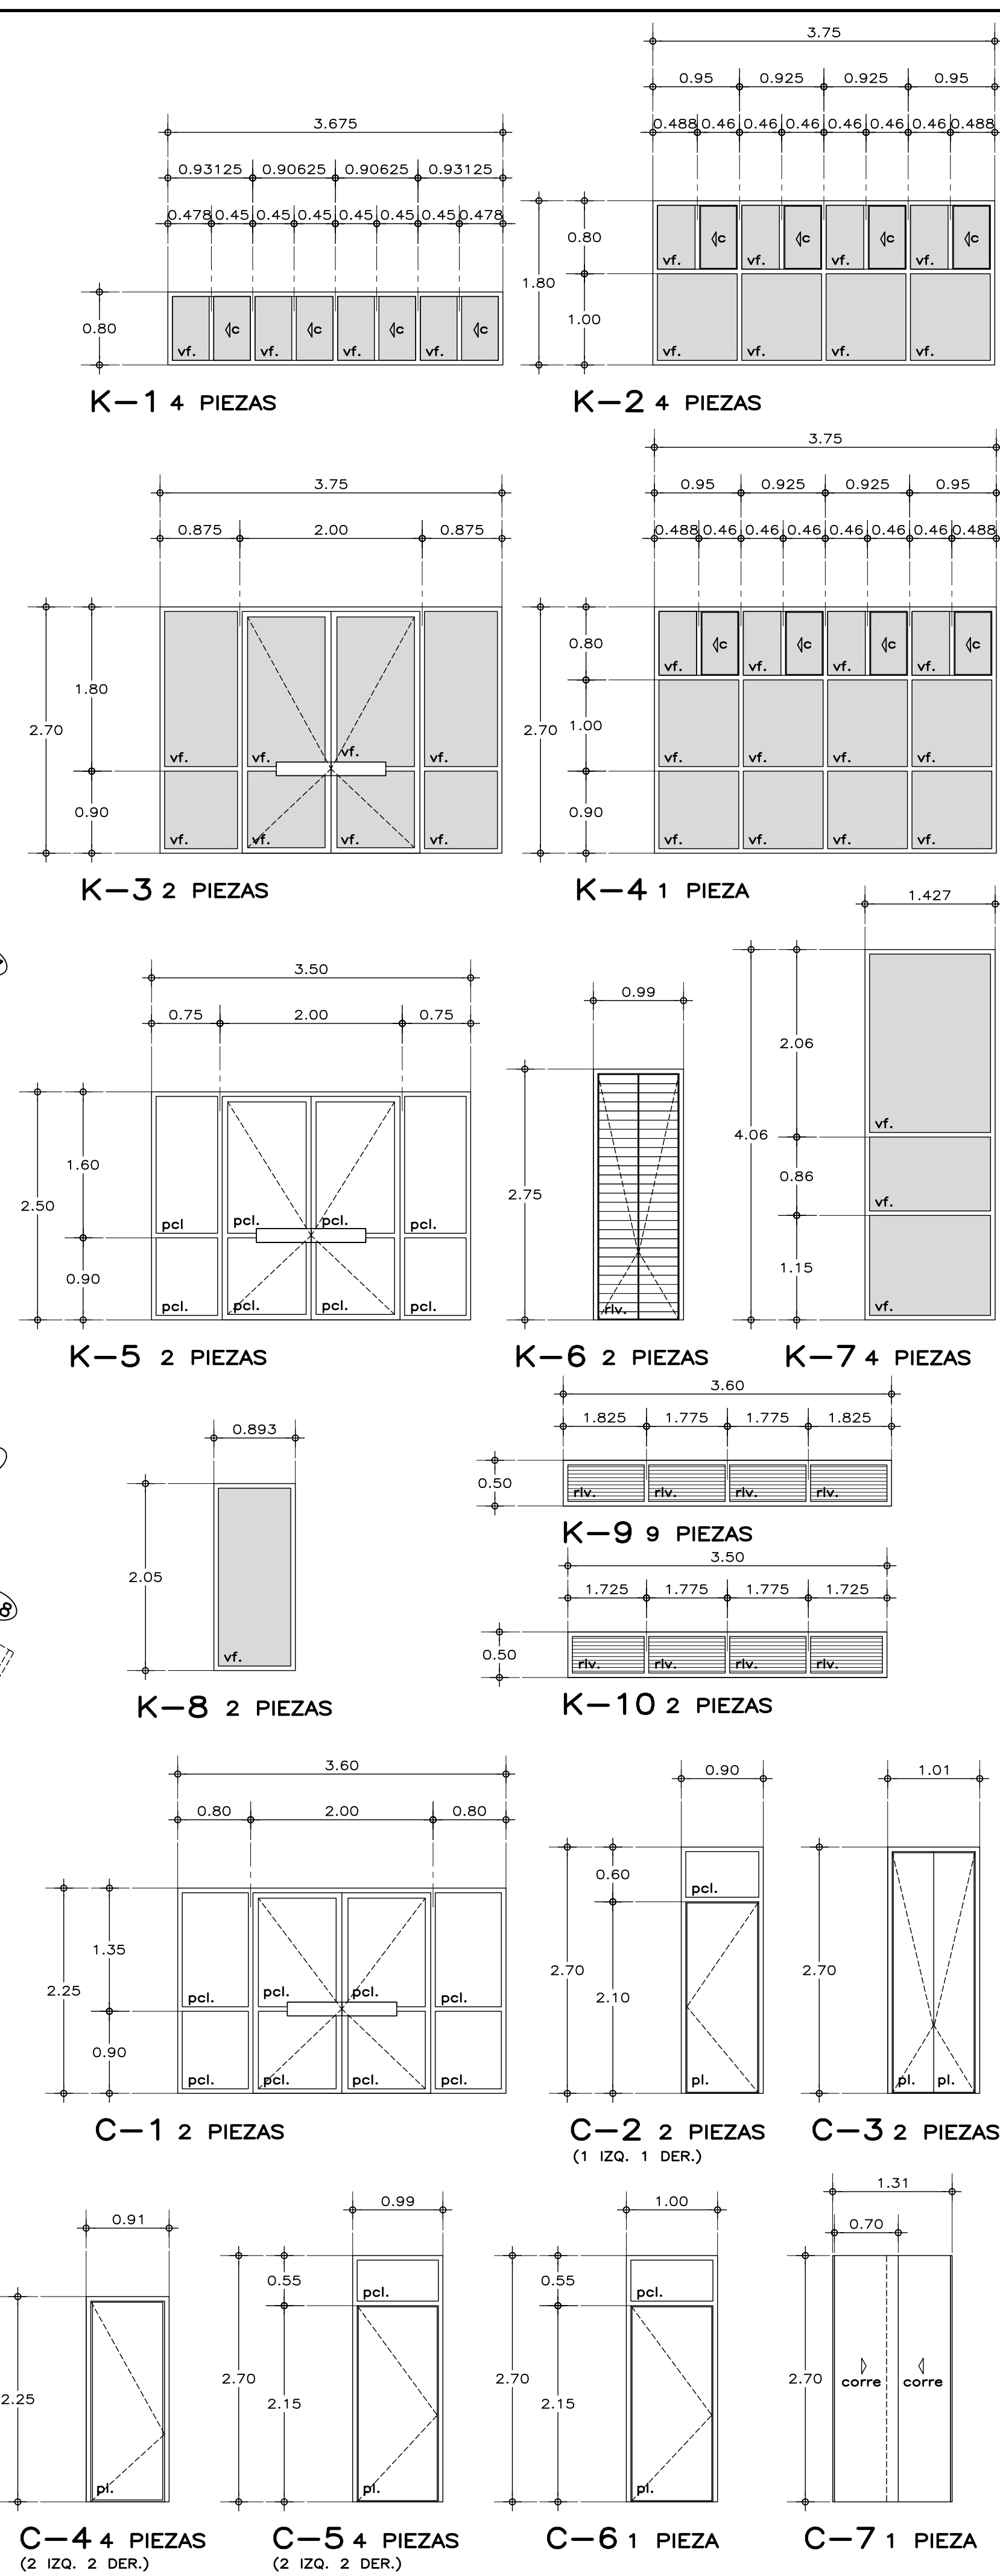 3.75
0.95 0.925 0.925 0.95
0.488 0.46 0.46 0.46 0.46 0.46 0.46 0.488
3.675
0.93125 0.90625 0.90625 0.93125
0.478 0.45 0.45 0.45 0.45 0.45 0.45 0.478
0.80
vf. c vf. c vf. c vf. c
K-1 4 PIEZAS
0.80
1.80
1.00
vf. c vf. c vf. c vf. c
vf. vf. vf. vf.
K-2 4 PIEZAS
3.75
0.875 2.00 0.875
1.80
2.70
0.90
vf. vf. vf. vf.
vf. vf. vf. vf.
K-3 2 PIEZAS
3.75
0.95 0.925 0.925 0.95
0.488 0.46 0.46 0.46 0.46 0.46 0.46 0.488
0.80
2.70 1.00
0.90
vf. c vf. c vf. c vf. c
vf. vf. vf. vf.
vf. vf. vf. vf.
K-4 1 PIEZA
3.50
0.75 2.00 0.75
1.60
2.50
0.90
pcl pcl. pcl. pcl.
pcl. pcl. pcl. pcl.
K-5 2 PIEZAS
0.99
2.75
rlv.
K-6 2 PIEZAS
1.427
2.06
4.06
0.86
1.15
vf.
vf.
vf.
K-7 4 PIEZAS
0.893
2.05
vf.
K-8 2 PIEZAS
3.60
1.825 1.775 1.775 1.825
0.50
rlv. rlv. rlv. rlv.
K-9 9 PIEZAS
3.50
1.725 1.775 1.775 1.725
0.50
rlv. rlv. rlv. rlv.
K-10 2 PIEZAS
8
3.60
0.80 2.00 0.80
1.35
2.25
0.90
pcl. pcl. pcl. pcl.
pcl. pcl. pcl. pcl.
C-1 2 PIEZAS
0.90
0.60
2.70
2.10
pcl.
pl.
C-2 2 PIEZAS
(1 IZQ. 1 DER.)
1.01
2.70
pl. pl.
C-3 2 PIEZAS
0.91
2.25
pl.
C-4 4 PIEZAS
(2 IZQ. 2 DER.)
0.99
0.55
2.70
2.15
pcl.
pl.
C-5 4 PIEZAS
(2 IZQ. 2 DER.)
1.00
0.55
2.70
2.15
pcl.
pl.
C-6 1 PIEZA
1.31
0.70
2.70
corre corre
C-7 1 PIEZA